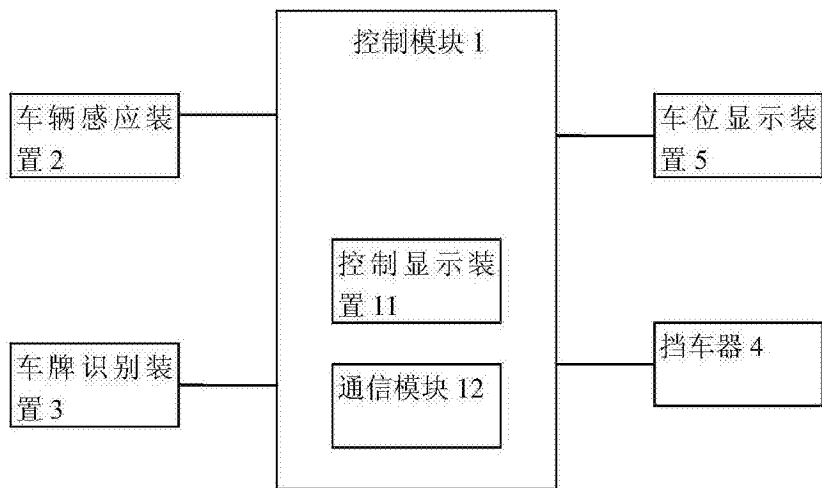 控制模块 1
车辆感应装
置 2
车位显示装
置 5
控制显示装
置 11
车牌识别装
置 3
通信模块 12
挡车器 4